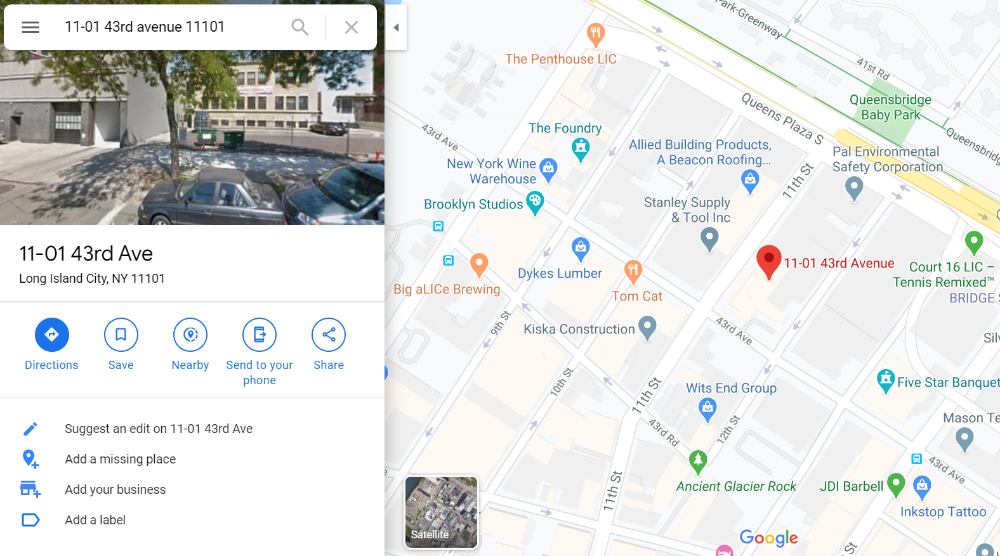 11-01 43rd avenue 11101
11-01 43rd Ave
Long Island City, NY 11101
Directions
Save
Nearby
Send to your
phone
Share
Suggest an edit on 11-01 43rd Ave
Add a missing place
Add your business
Add a label
Park-Greenway
The Penthouse LIC
41st Rd
Queensbridge
Baby Park
Queens Plaza S
43rd Ave
The Foundry
Queensbridg
Allied Building Products,
A Beacon Roofing...
Pal Environmental
Safety Corporation
New York Wine
Warehouse
11th St
Brooklyn Studios
Stanley Supply
& Tool Inc
11-01 43rd Avenue
Court 16 LIC –
Tennis Remixed™
Dykes Lumber
Big aLICe Brewing
Tom Cat
BRIDGE S
9th St
Kiska Construction
43rd Ave
Silv
10th St
11th St
Wits End Group
Five Star Banquet
43rd Rd
12th St
Mason Te
43rd Ave
Ancient Glacier Rock
JDI Barbell
11th St
Inkstop Tattoo
Satellite
Google
St